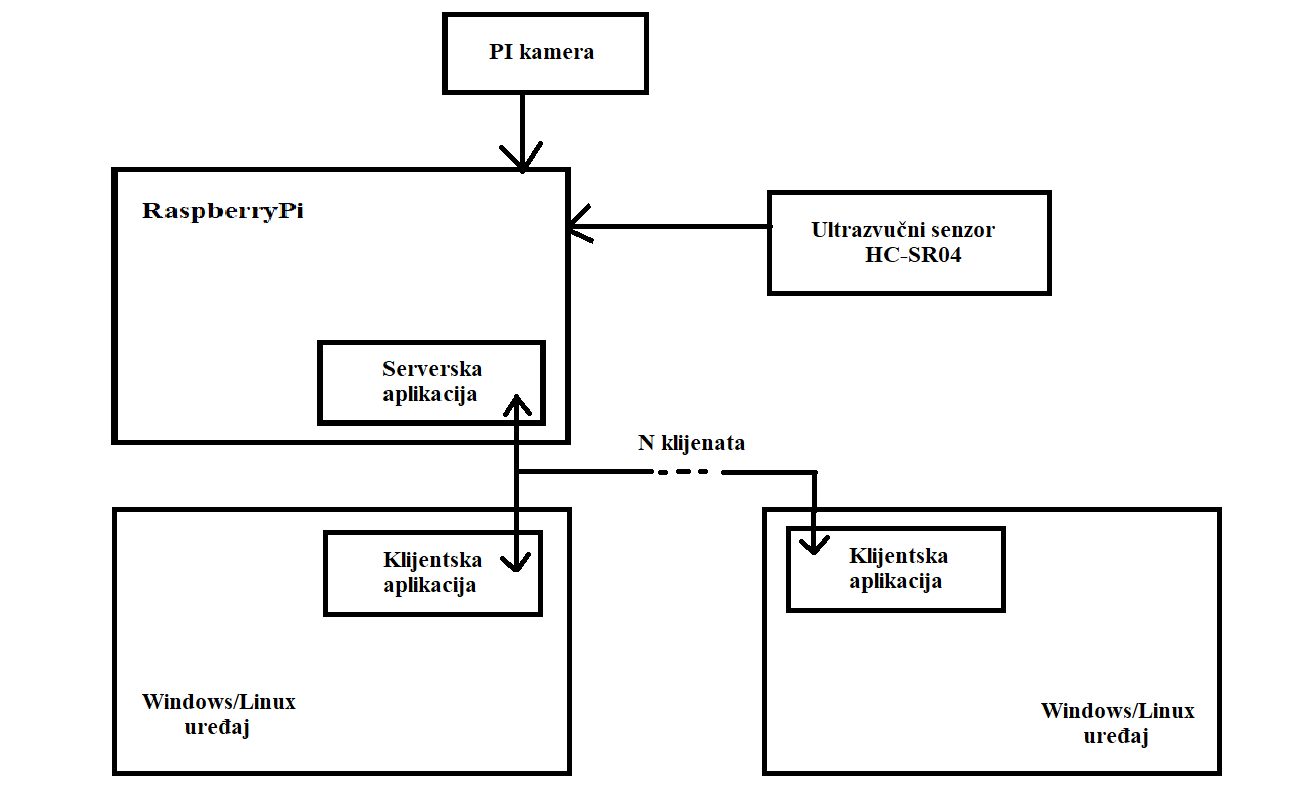 PI kamera
RaspberryPi
Ultrazvučni senzor
HC-SR04
Serverska
aplikacija
N klijenata
Klijentska
aplikacija
Klijentska
aplikacija
Windows/Linux
uređaj
Windows/Linux
uređaj